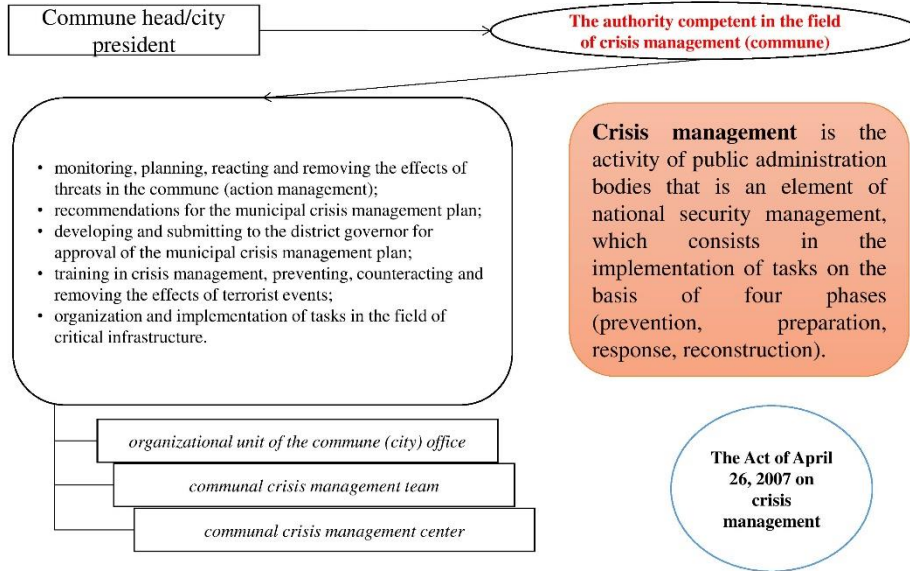 Commune head/city
president
The authority competent in the field
of crisis management (commune)
• monitoring, planning, reacting and removing the effects of
threats in the commune (action management);
• recommendations for the municipal crisis management plan;
• developing and submitting to the district governor for
approval of the municipal crisis management plan;
• training in crisis management, preventing, counteracting and
removing the effects of terrorist events;
• organization and implementation of tasks in the field of
critical infrastructure.
Crisis management is the
activity of public administration
bodies that is an element of
national security management,
which consists in the
implementation of tasks on the
basis of four phases
(prevention, preparation,
response, reconstruction).
organizational unit of the commune (city) office
communal crisis management team
communal crisis management center
The Act of April
26, 2007 on
crisis
management